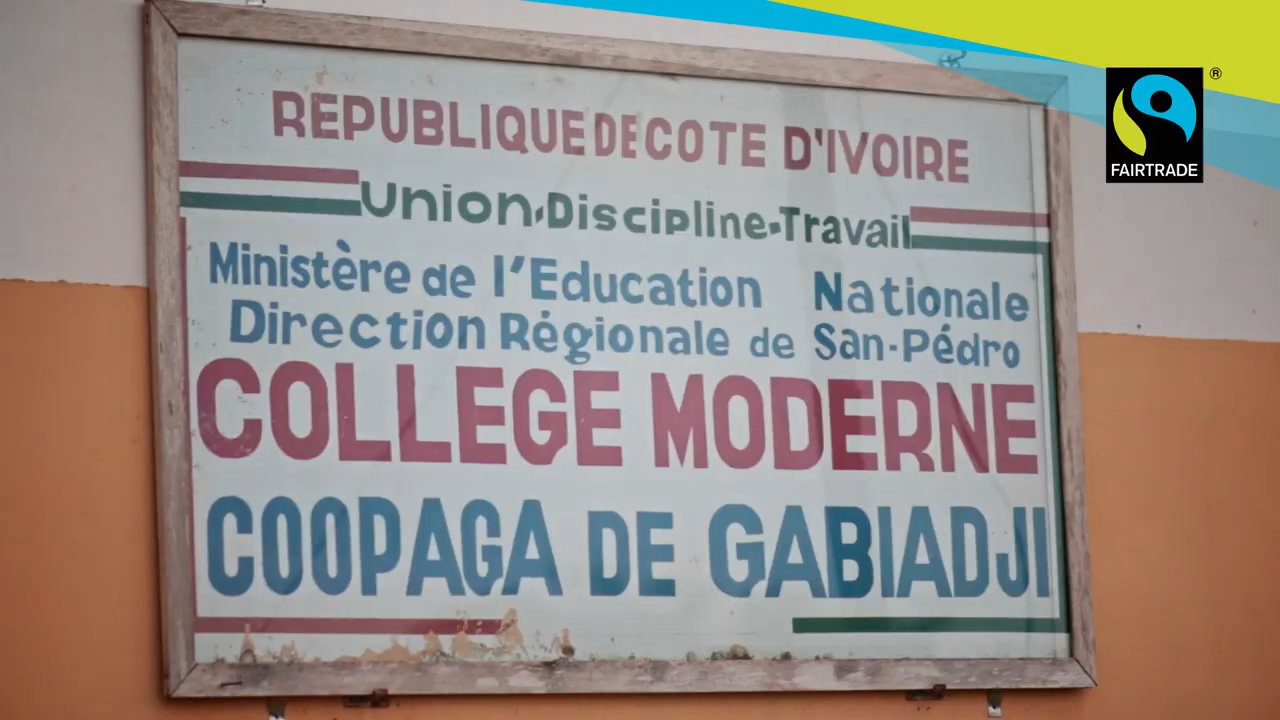 REPUBLIQUE DE COTE D'IVOIRE
Union-Discipline-Travail
Ministère de l'Education Nationale
Direction Régionale de San-Pédro
COLLEGE MODERNE
COOPAGA DE GABIADJI
FAIRTRADE
®